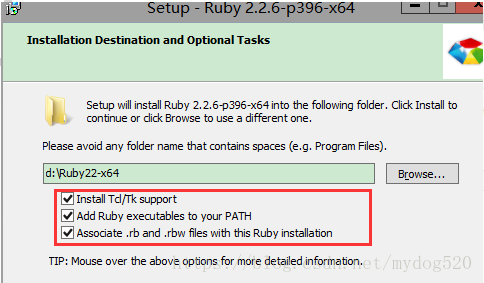 Setup - Ruby 2.2.6-p396-x64
Installation Destination and Optional Tasks
Setup will install Ruby 2.2.6-p396-x64 into the following folder. Click Install to
continue or click Browse to use a different one.
Please avoid any folder name that contains spaces (e.g. Program Files).
d:\Ruby22-x64
Browse...
Install Td/Tk support
Add Ruby executables to your PATH
Associate .rb and .rbw files with this Ruby installation
TIP: Mouse over the above options for more detailed information.
https://blog.csdn.net/mydog520